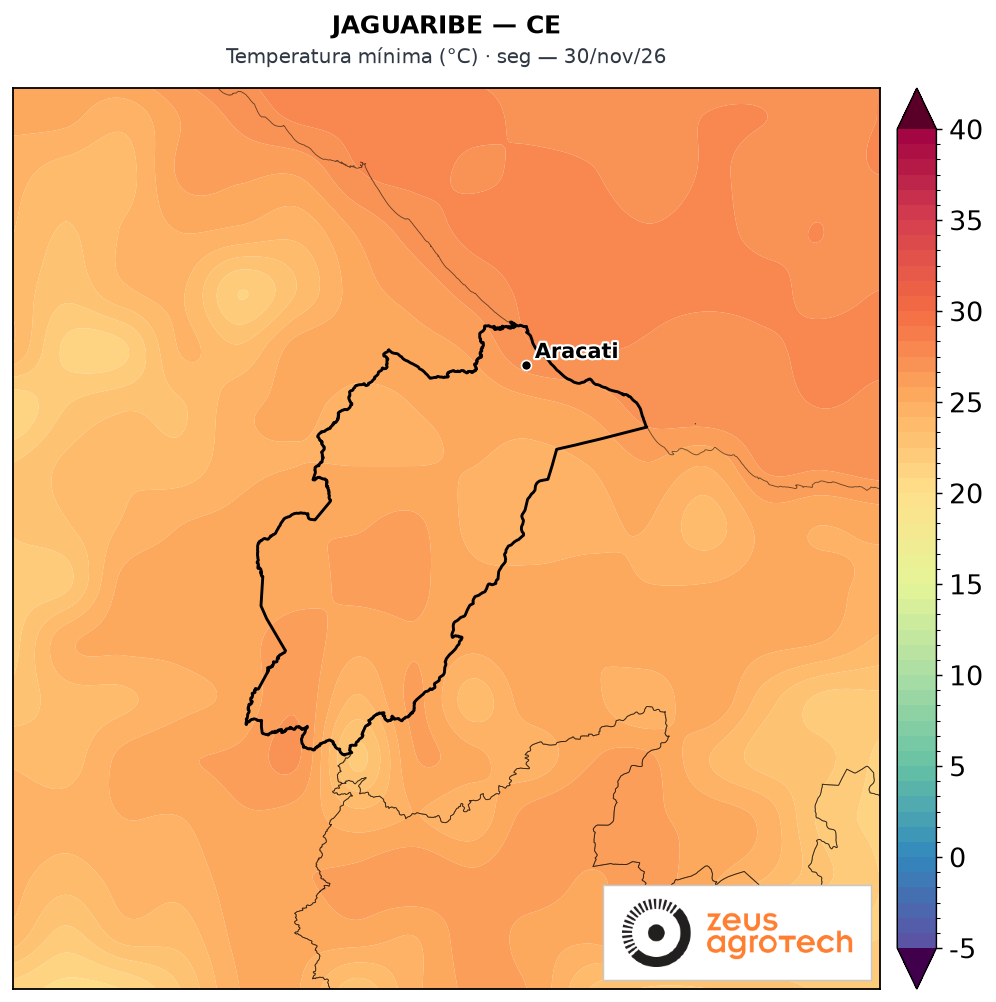 JAGUARIBE — CE
Temperatura mínima (°C) · seg — 30/nov/26
Aracati
40
35
30
25
20
15
10
5
0
-5
zeus
agrotech